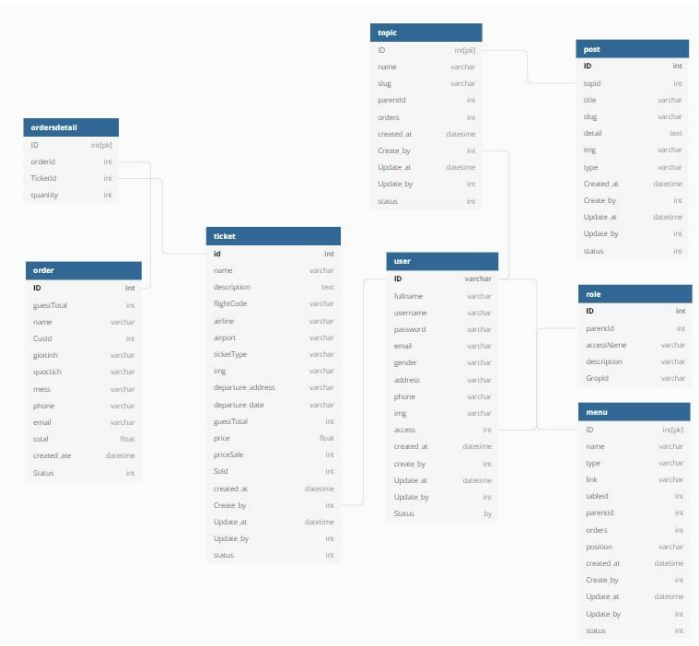 topic
ID int[pk]
name varchar
slug varchar
parentId int
orders int
created_at datetime
Create_by int
Update_at datetime
Update_by int
status int
post
ID int
topid int
title varchar
slug varchar
detail text
img varchar
type varchar
Created_at datetime
Create_by int
Update_at datetime
Update_by int
status int
ordersdetail
ID int[pk]
orderid int
TicketId int
quantity int
ticket
id int
name varchar
description text
flightCode varchar
airline varchar
airport varchar
ticketType varchar
img varchar
departure_address varchar
departure_date varchar
guestTotal int
price float
priceSale int
Sold int
created_at datetime
Create_by int
Update_at datetime
Update_by int
status int
order
ID int
guestTotal int
name varchar
CusId int
gioitinh varchar
quoctich varchar
mess varchar
phone varchar
email varchar
total float
created_ate datetime
Status int
user
ID varchar
fullname varchar
username varchar
password varchar
email varchar
gender varchar
address varchar
phone varchar
img varchar
access int
created_at datetime
create_by int
Update_at datetime
Update_by int
Status by
role
ID int
parentid int
accessName varchar
description varchar
GropId varchar
menu
ID int[pk]
name varchar
type varchar
link varchar
tableid int
parentid int
orders int
position varchar
created_at datetime
Create_by int
Update_at datetime
Update_by int
status int